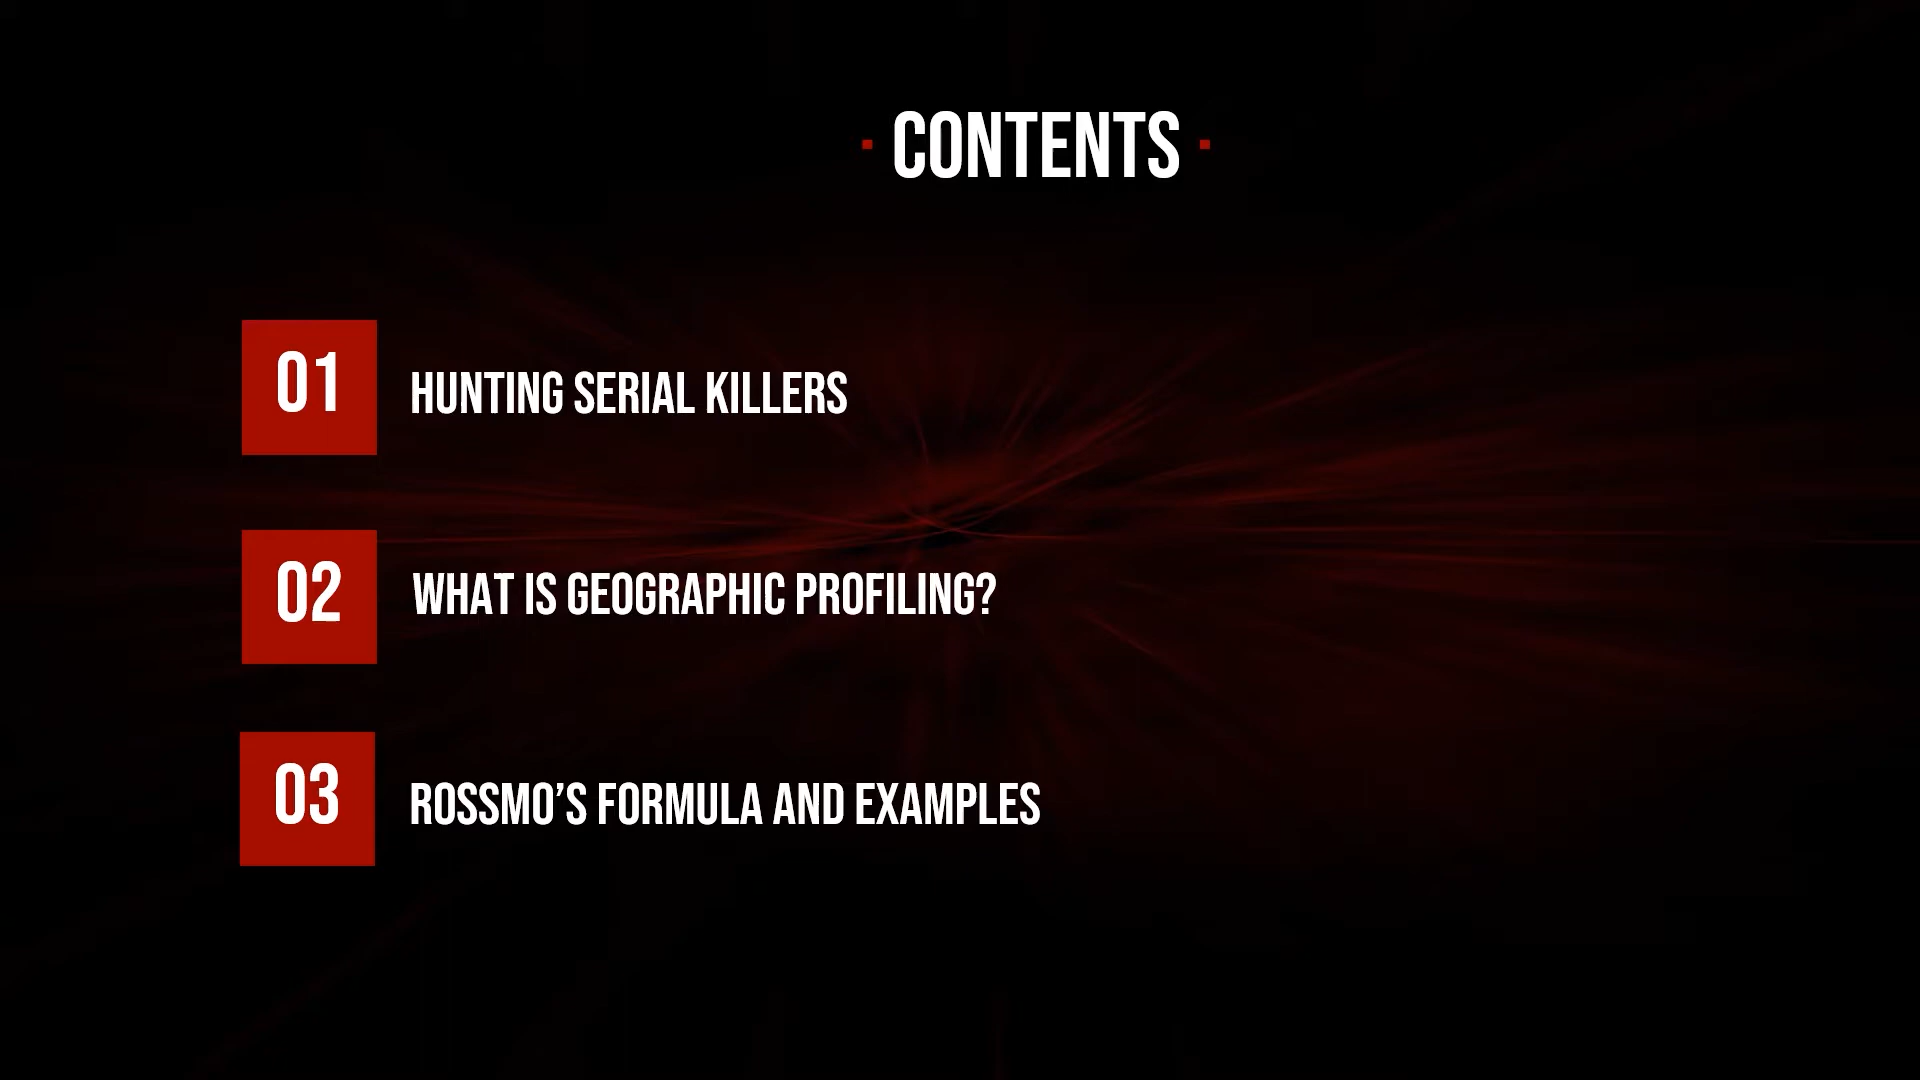 · CONTENTS ·
01 HUNTING SERIAL KILLERS
02 WHAT IS GEOGRAPHIC PROFILING?
03 ROSSMO’S FORMULA AND EXAMPLES